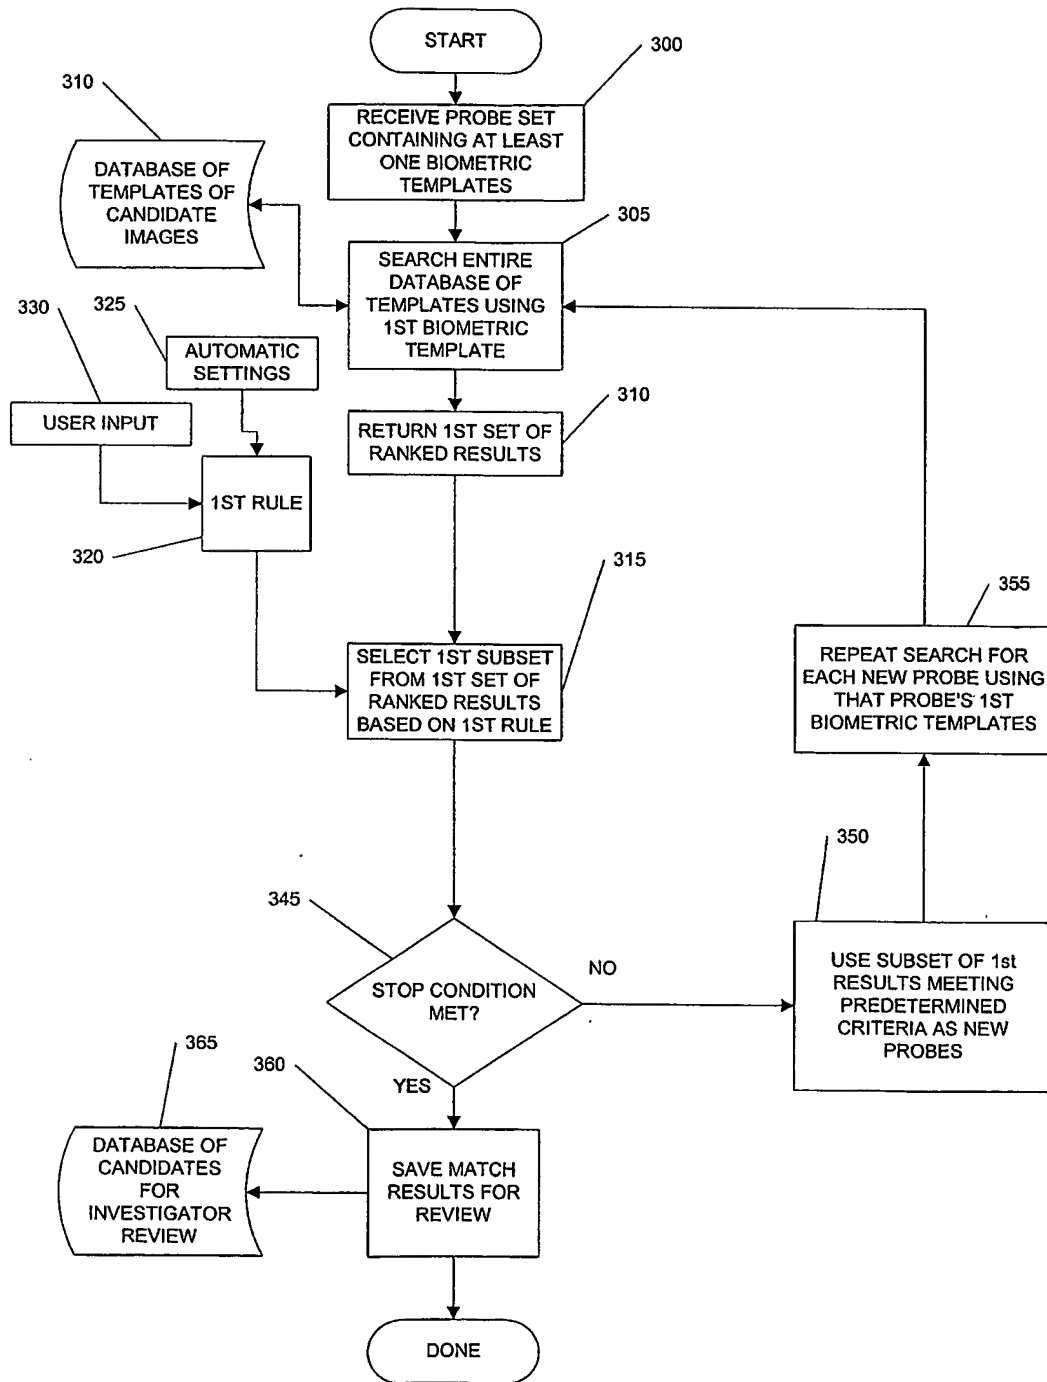 START
300
RECEIVE PROBE SET
CONTAINING AT LEAST
ONE BIOMETRIC
TEMPLATES
310
DATABASE OF
TEMPLATES OF
CANDIDATE
IMAGES
305
SEARCH ENTIRE
DATABASE OF
TEMPLATES USING
1ST BIOMETRIC
TEMPLATE
330
325
AUTOMATIC
SETTINGS
USER INPUT
310
RETURN 1ST SET OF
RANKED RESULTS
1ST RULE
320
315
SELECT 1ST SUBSET
FROM 1ST SET OF
RANKED RESULTS
BASED ON 1ST RULE
355
REPEAT SEARCH FOR
EACH NEW PROBE USING
THAT PROBE'S 1ST
BIOMETRIC TEMPLATES
345
STOP CONDITION
MET?
NO
350
USE SUBSET OF 1st
RESULTS MEETING
PREDETERMINED
CRITERIA AS NEW
PROBES
YES
365
DATABASE OF
CANDIDATES
FOR
INVESTIGATOR
REVIEW
360
SAVE MATCH
RESULTS FOR
REVIEW
DONE